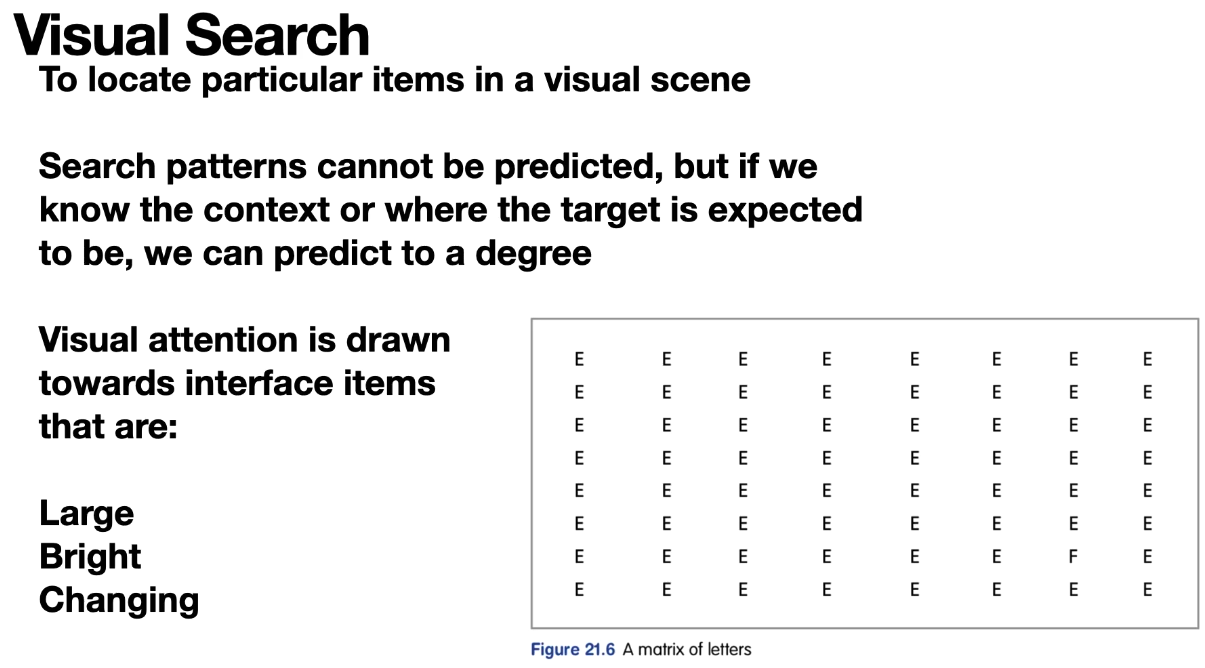 Visual Search
To locate particular items in a visual scene
Search patterns cannot be predicted, but if we
know the context or where the target is expected
to be, we can predict to a degree
Visual attention is drawn
towards interface items
that are:
Large
Bright
Changing
E E E E E E E E
E E E E E E E E
E E E E E E E E
E E E E E E E E
E E E E E E E E
E E E E E E E E
E E E E E E F E
E E E E E E E E
Figure 21.6 A matrix of letters